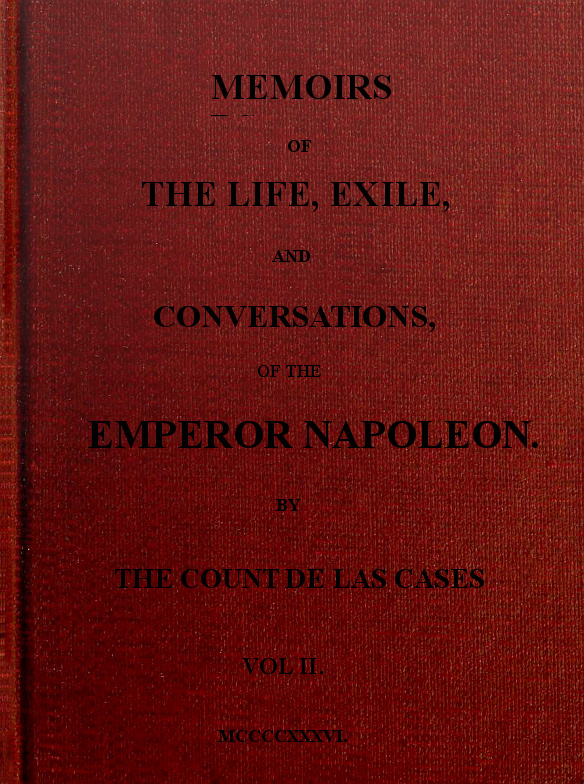 MEMOIRS
OF
THE LIFE, EXILE,
AND
CONVERSATIONS,
OF THE
EMPEROR NAPOLEON.
BY
THE COUNT DE LAS CASES
VOL II.
MCCCCXXXVI.